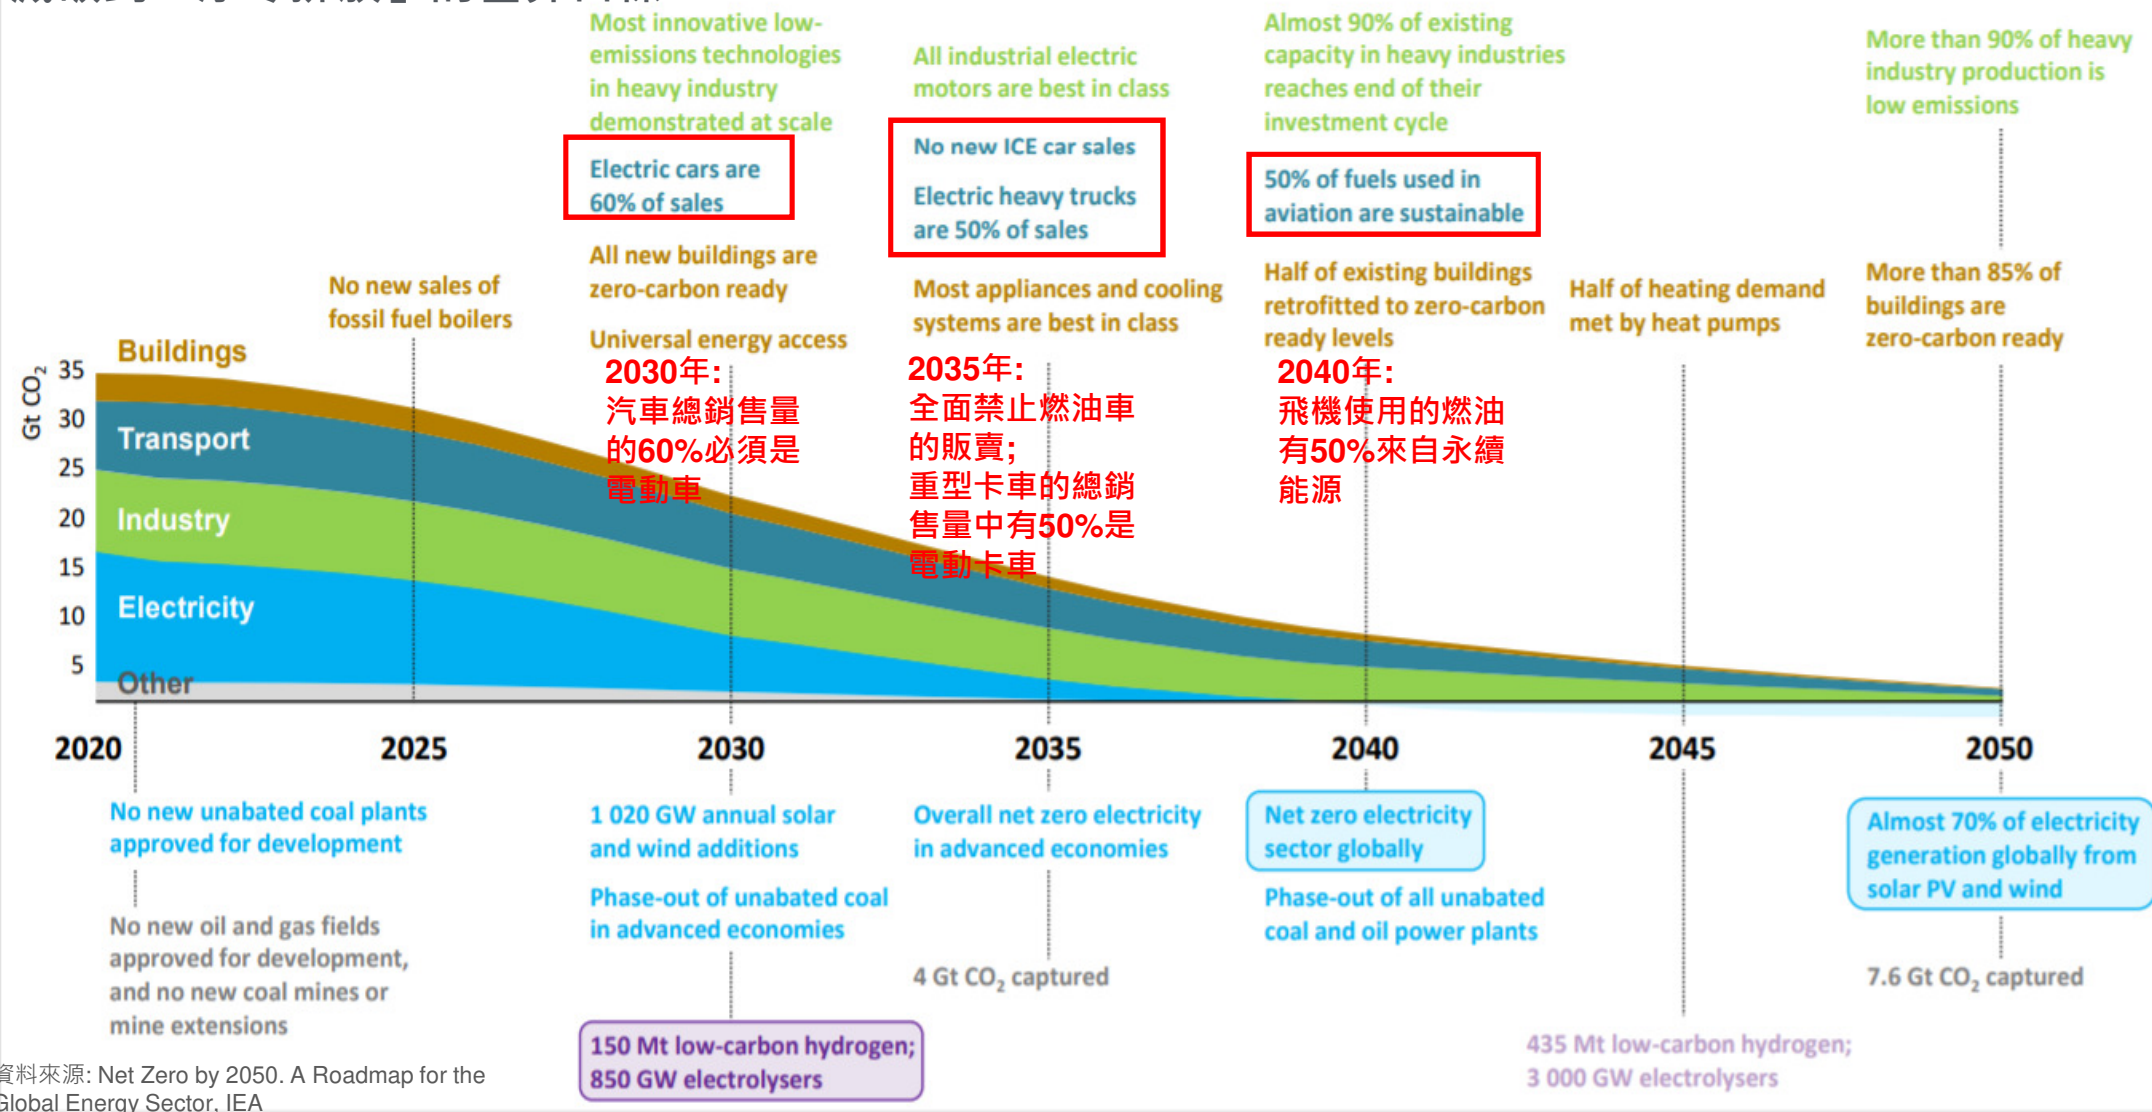 Most innovative low-
emissions technologies
in heavy industry
demonstrated at scale
Electric cars are
60% of sales
All new buildings are
zero-carbon ready
Universal energy access
All industrial electric
motors are best in class
No new ICE car sales
Electric heavy trucks
are 50% of sales
Most appliances and cooling
systems are best in class
Almost 90% of existing
capacity in heavy industries
reaches end of their
investment cycle
50% of fuels used in
aviation are sustainable
Half of existing buildings
retrofitted to zero-carbon
ready levels
Half of heating demand
met by heat pumps
More than 90% of heavy
industry production is
low emissions
More than 85% of
buildings are
zero-carbon ready
No new sales of
fossil fuel boilers
2030年:
汽車總銷售量
的60%必須是
電動車
2035年:
全面禁止燃油車
的販賣;
重型卡車的總銷
售量中有50%是
電動卡車
2040年:
飛機使用的燃油
有50%來自永續
能源
Gt CO₂
35
30
25
20
15
10
5
Buildings
Transport
Industry
Electricity
Other
2020
2025
2030
2035
2040
2045
2050
No new unabated coal plants
approved for development
No new oil and gas fields
approved for development,
and no new coal mines or
mine extensions
1 020 GW annual solar
and wind additions
Phase-out of unabated coal
in advanced economies
150 Mt low-carbon hydrogen;
850 GW electrolysers
Overall net zero electricity
in advanced economies
4 Gt CO₂ captured
Net zero electricity
sector globally
Phase-out of all unabated
coal and oil power plants
435 Mt low-carbon hydrogen;
3 000 GW electrolysers
Almost 70% of electricity
generation globally from
solar PV and wind
7.6 Gt CO₂ captured
資料來源: Net Zero by 2050. A Roadmap for the
Global Energy Sector, IEA